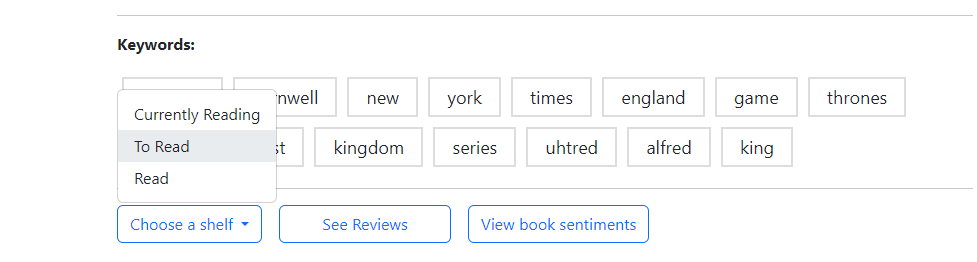 Keywords:
new york times england game thrones
Currently Reading
To Read
kingdom series uhtred alfred king
Read
Choose a shelf See Reviews View book sentiments